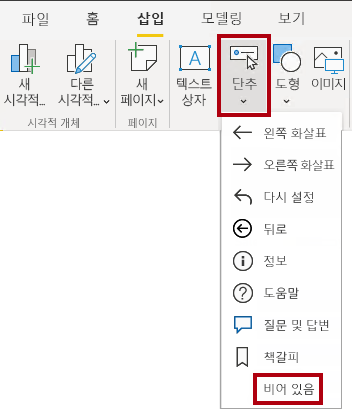 파일 홈 삽입 모델링 보기
새 시각적... 다른 시각적... 새 페이지 텍스트 상자 단추 도형 이미지
시각적 개체 페이지
왼쪽 화살표
오른쪽 화살표
다시 설정
뒤로
정보
도움말
질문 및 답변
책갈피
비어 있음